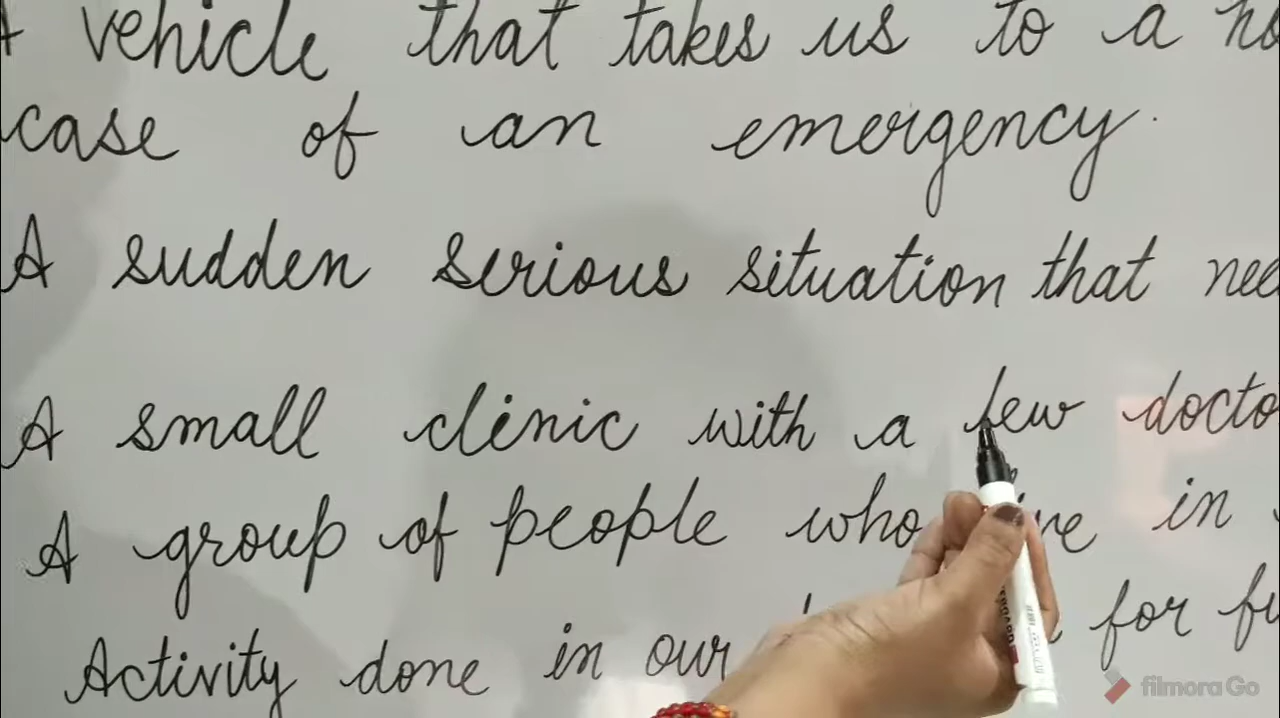 A vehicle that takes us to a ho
case of an emergency.
A sudden serious situation that nee
A small clinic with a few docto
A group of people who in
Activity done in our for fu
filmora Go